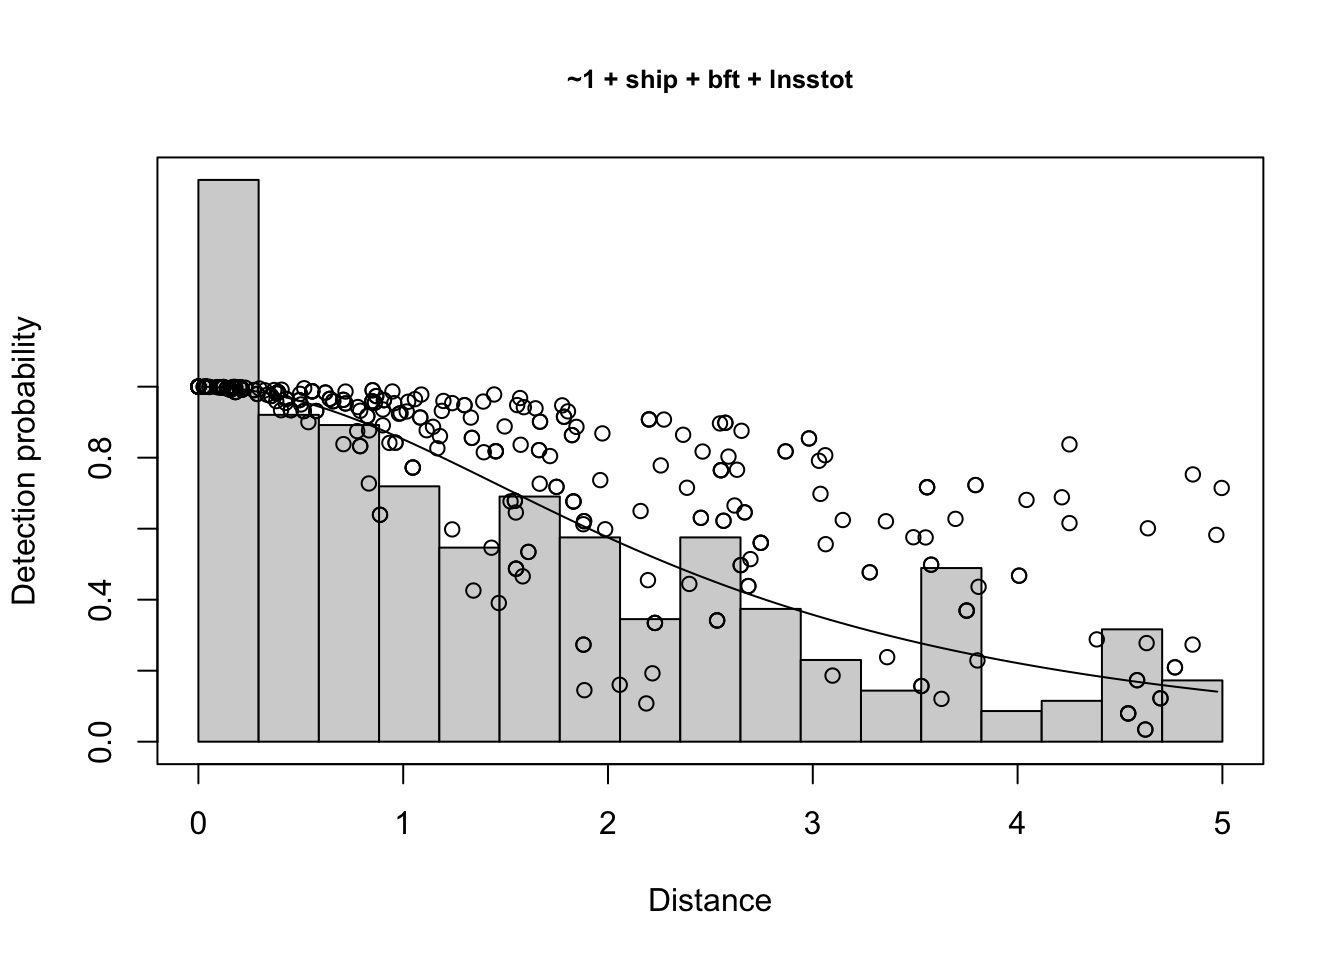 ~1 + ship + bft + lnsstot
Detection probability
0.8
0.4
0.0
0 1 2 3 4 5
Distance